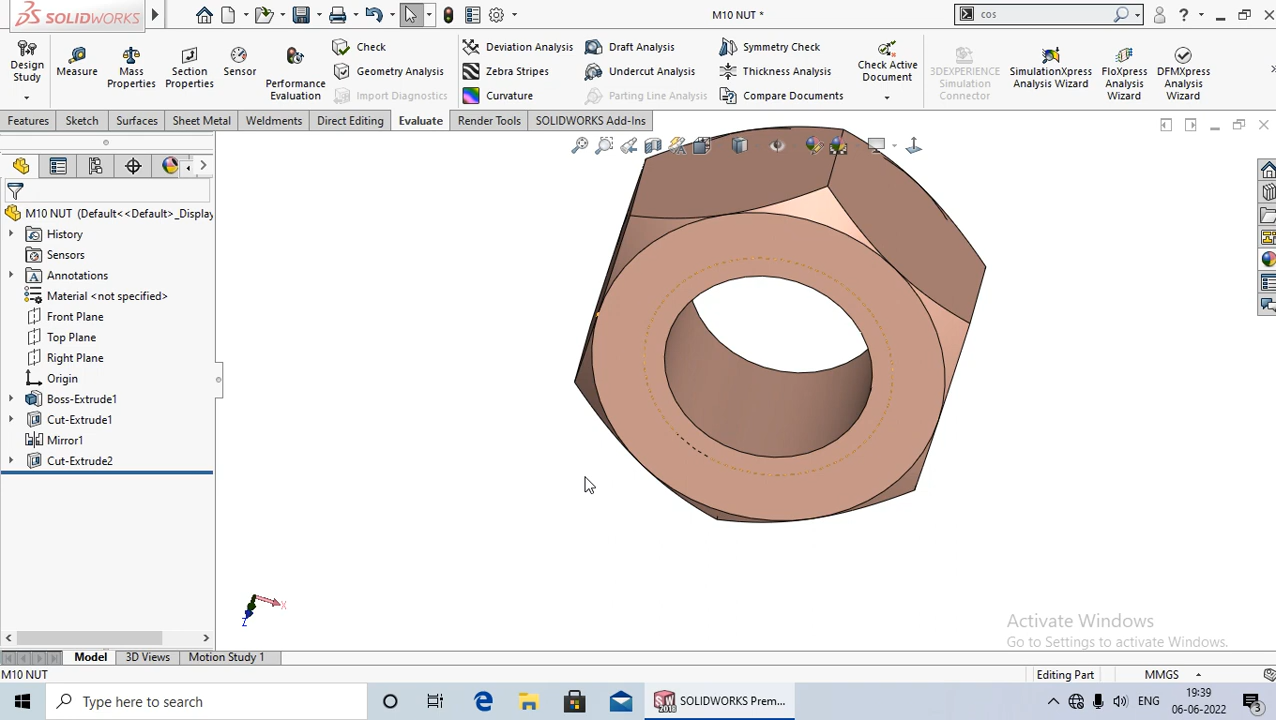 SOLIDWORKS
M10 NUT *
cos
Design Study
Measure
Mass Properties
Section Properties
Sensor
Performance Evaluation
Check
Geometry Analysis
Import Diagnostics
Deviation Analysis
Zebra Stripes
Curvature
Draft Analysis
Undercut Analysis
Parting Line Analysis
Symmetry Check
Thickness Analysis
Compare Documents
Check Active Document
3DEXPERIENCE Simulation Connector
SimulationXpress Analysis Wizard
FloXpress Analysis Wizard
DFMXpress Analysis Wizard
Features
Sketch
Surfaces
Sheet Metal
Weldments
Direct Editing
Evaluate
Render Tools
SOLIDWORKS Add-Ins
M10 NUT (Default<<Default>_Display
History
Sensors
Annotations
Material <not specified>
Front Plane
Top Plane
Right Plane
Origin
Boss-Extrude1
Cut-Extrude1
Mirror1
Cut-Extrude2
X
Z
Activate Windows
Go to Settings to activate Windows.
Model
3D Views
Motion Study 1
M10 NUT
Editing Part
MMGS
Type here to search
SOLIDWORKS Prem...
ENG
19:39
06-06-2022
3